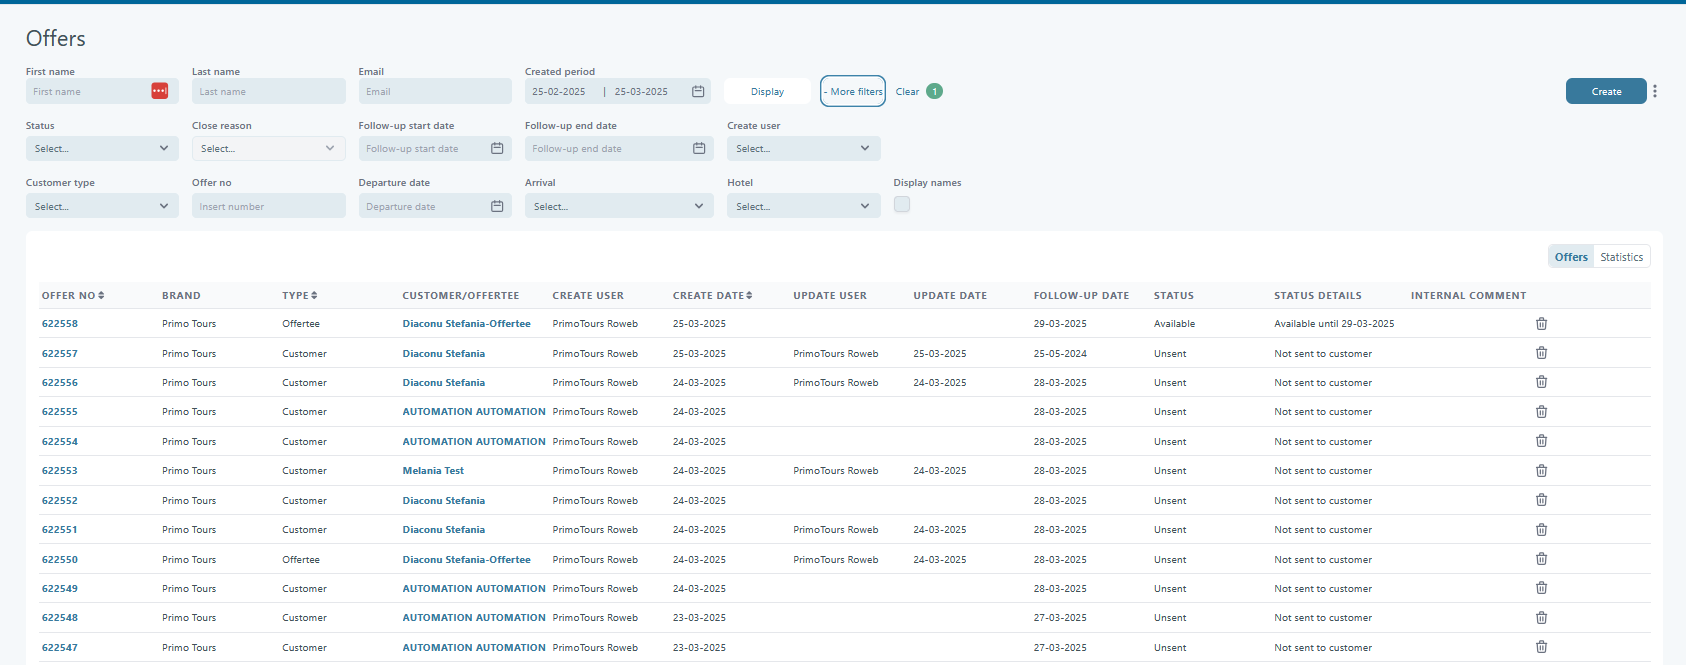 Offers
First name Last name Email Created period
First name Last name Email 25-02-2025 | 25-03-2025 Display - More filters Clear 1 Create
Status Close reason Follow-up start date Follow-up end date Create user
Select... Select... Follow-up start date Follow-up end date Select...
Customer type Offer no Departure date Arrival Hotel Display names
Select... Insert number Departure date Select... Select...
Offers Statistics
OFFER NO BRAND TYPE CUSTOMER/OFFERTEE CREATE USER CREATE DATE UPDATE USER UPDATE DATE FOLLOW-UP DATE STATUS STATUS DETAILS INTERNAL COMMENT
622558 Primo Tours Offertee Diaconu Stefania-Offertee PrimoTours Roweb 25-03-2025 29-03-2025 Available Available until 29-03-2025
622557 Primo Tours Customer Diaconu Stefania PrimoTours Roweb 25-03-2025 PrimoTours Roweb 25-03-2025 25-05-2024 Unsent Not sent to customer
622556 Primo Tours Customer Diaconu Stefania PrimoTours Roweb 24-03-2025 PrimoTours Roweb 24-03-2025 28-03-2025 Unsent Not sent to customer
622555 Primo Tours Customer AUTOMATION AUTOMATION PrimoTours Roweb 24-03-2025 28-03-2025 Unsent Not sent to customer
622554 Primo Tours Customer AUTOMATION AUTOMATION PrimoTours Roweb 24-03-2025 28-03-2025 Unsent Not sent to customer
622553 Primo Tours Customer Melania Test PrimoTours Roweb 24-03-2025 PrimoTours Roweb 24-03-2025 28-03-2025 Unsent Not sent to customer
622552 Primo Tours Customer Diaconu Stefania PrimoTours Roweb 24-03-2025 28-03-2025 Unsent Not sent to customer
622551 Primo Tours Customer Diaconu Stefania PrimoTours Roweb 24-03-2025 PrimoTours Roweb 24-03-2025 28-03-2025 Unsent Not sent to customer
622550 Primo Tours Offertee Diaconu Stefania-Offertee PrimoTours Roweb 24-03-2025 PrimoTours Roweb 24-03-2025 28-03-2025 Unsent Not sent to customer
622549 Primo Tours Customer AUTOMATION AUTOMATION PrimoTours Roweb 24-03-2025 28-03-2025 Unsent Not sent to customer
622548 Primo Tours Customer AUTOMATION AUTOMATION PrimoTours Roweb 23-03-2025 27-03-2025 Unsent Not sent to customer
622547 Primo Tours Customer AUTOMATION AUTOMATION PrimoTours Roweb 23-03-2025 27-03-2025 Unsent Not sent to customer